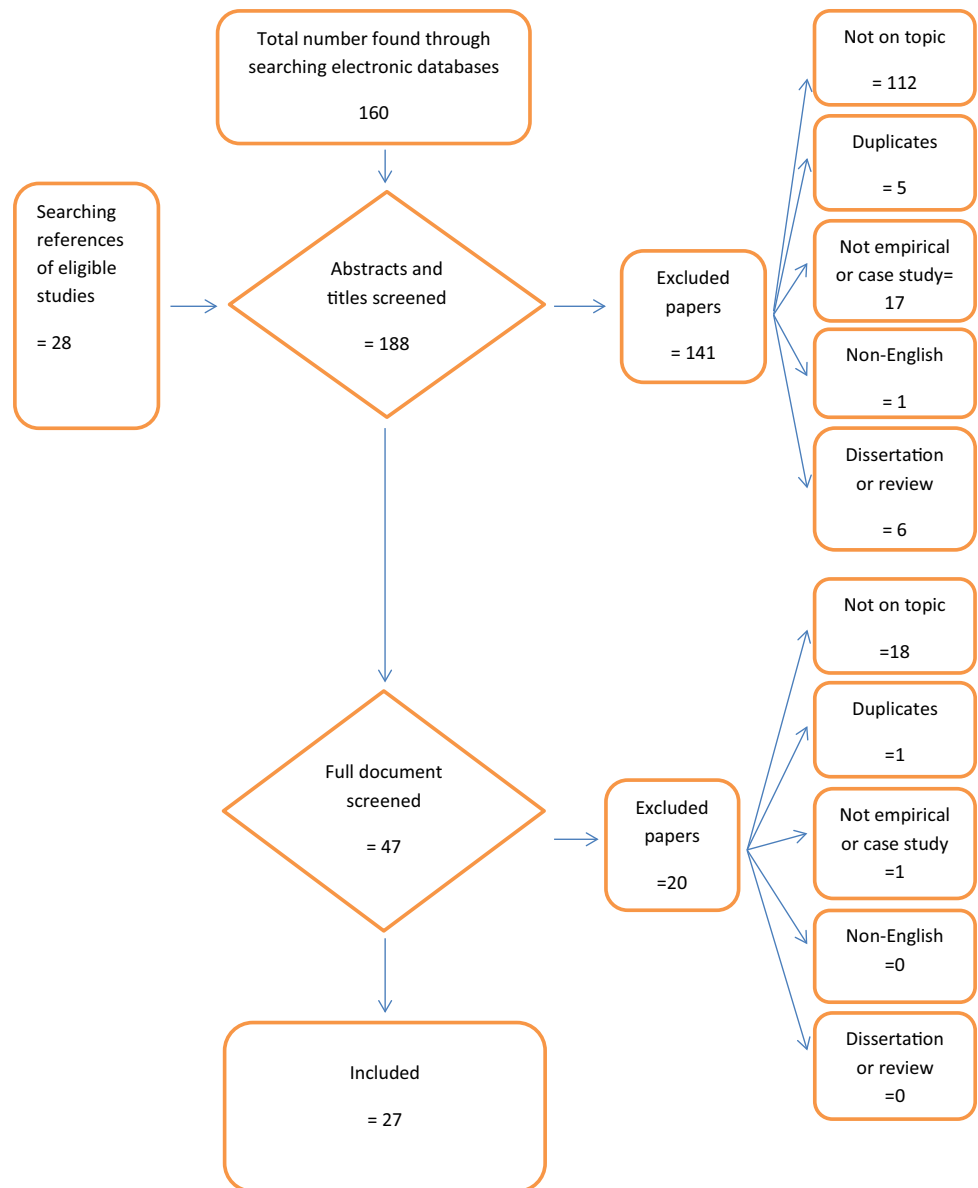 Total number found through
searching electronic databases
160
Searching
references
of eligible
studies
= 28
Abstracts and
titles screened
= 188
Excluded
papers
= 141
Not on topic
= 112
Duplicates
= 5
Not empirical
or case study=
17
Non-English
= 1
Dissertation
or review
= 6
Full document
screened
= 47
Excluded
papers
=20
Not on topic
=18
Duplicates
=1
Not empirical
or case study
=1
Non-English
=0
Dissertation
or review
=0
Included
= 27